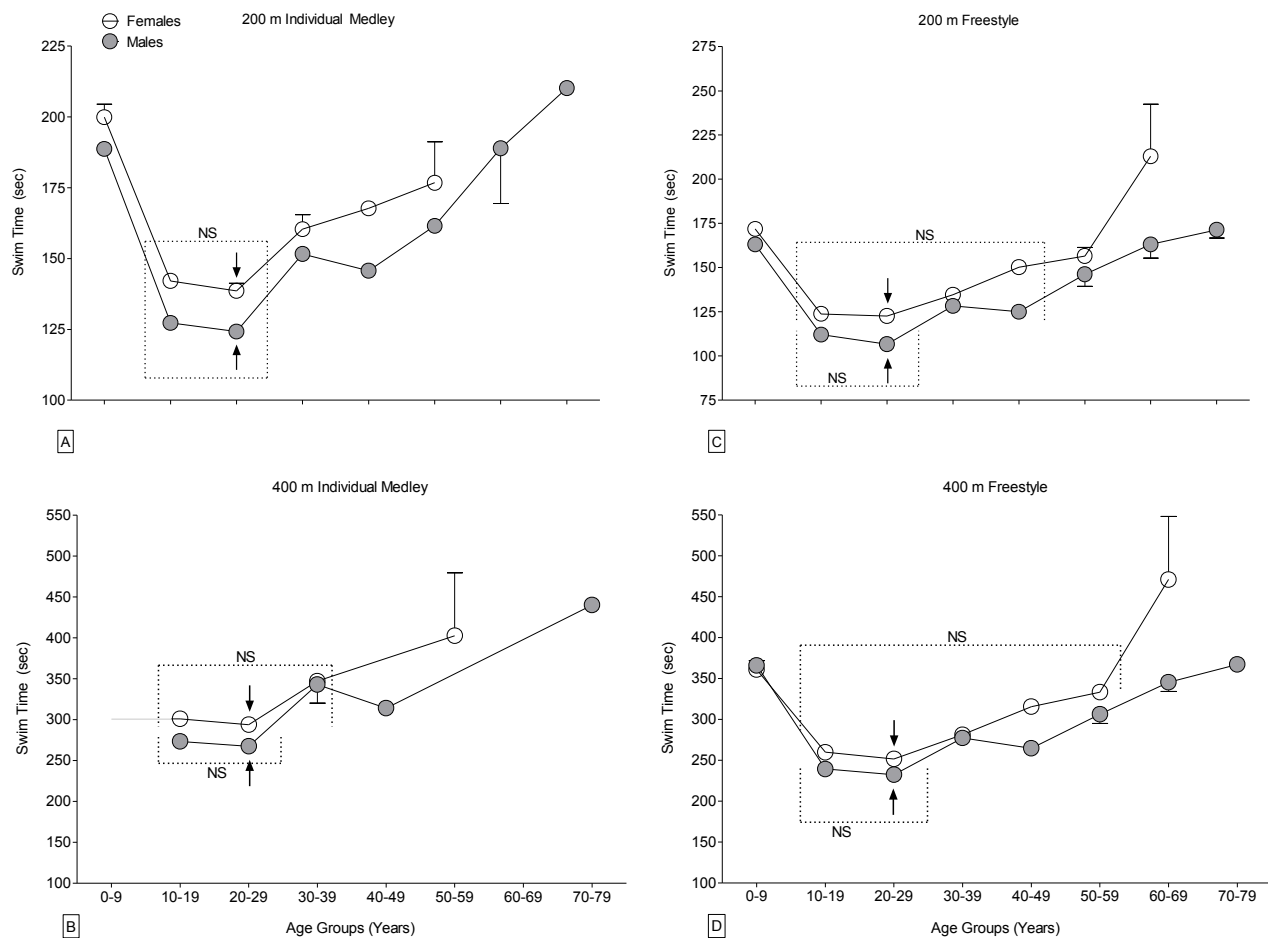 200 m Individual Medley
Females
Males
225
200
175
150
125
100
Swim Time (sec)
NS
A
200 m Freestyle
275
250
225
200
175
150
125
100
75
Swim Time (sec)
NS
NS
C
400 m Individual Medley
550
500
450
400
350
300
250
200
150
100
Swim Time (sec)
NS
NS
0-9 10-19 20-29 30-39 40-49 50-59 60-69 70-79
B
Age Groups (Years)
400 m Freestyle
550
500
450
400
350
300
250
200
150
100
Swim Time (sec)
NS
NS
0-9 10-19 20-29 30-39 40-49 50-59 60-69 70-79
D
Age Groups (Years)